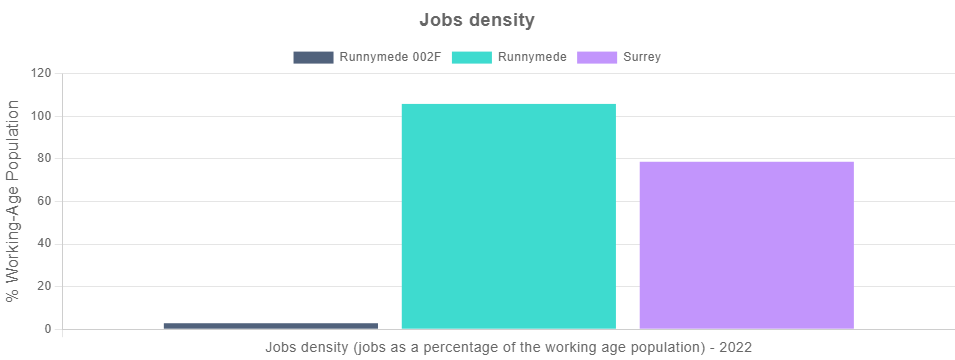 Jobs density
Runnymede 002F Runnymede Surrey
% Working-Age Population
120
100
80
60
40
20
0
Jobs density (jobs as a percentage of the working age population) - 2022